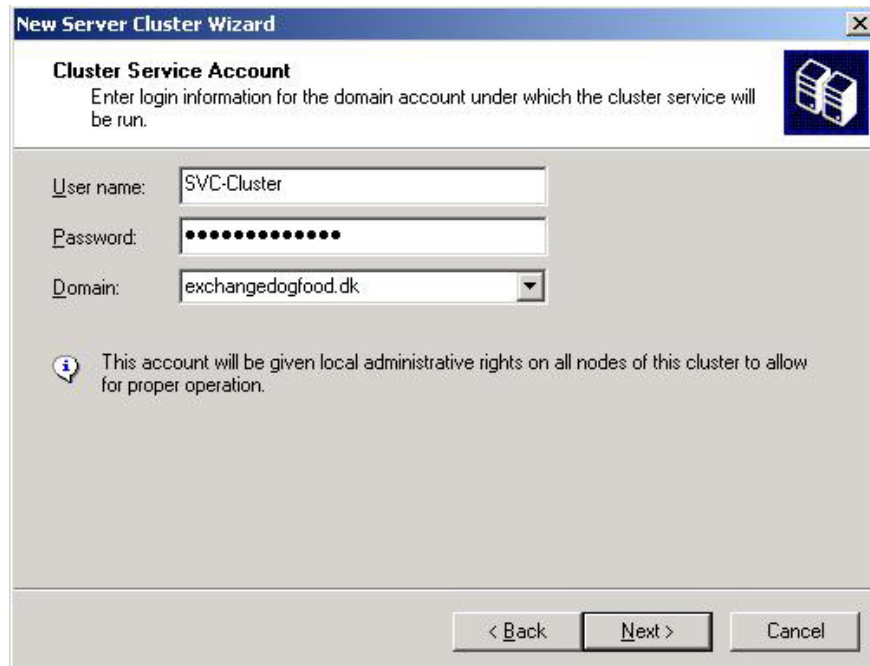 New Server Cluster Wizard
Cluster Service Account
Enter login information for the domain account under which the cluster service will
be run.
User name:
SVC-Cluster
Password:
●●●●●●●●●●●●●
Domain:
exchangedogfood.dk
This account will be given local administrative rights on all nodes of this cluster to allow
for proper operation.
< Back
Next >
Cancel